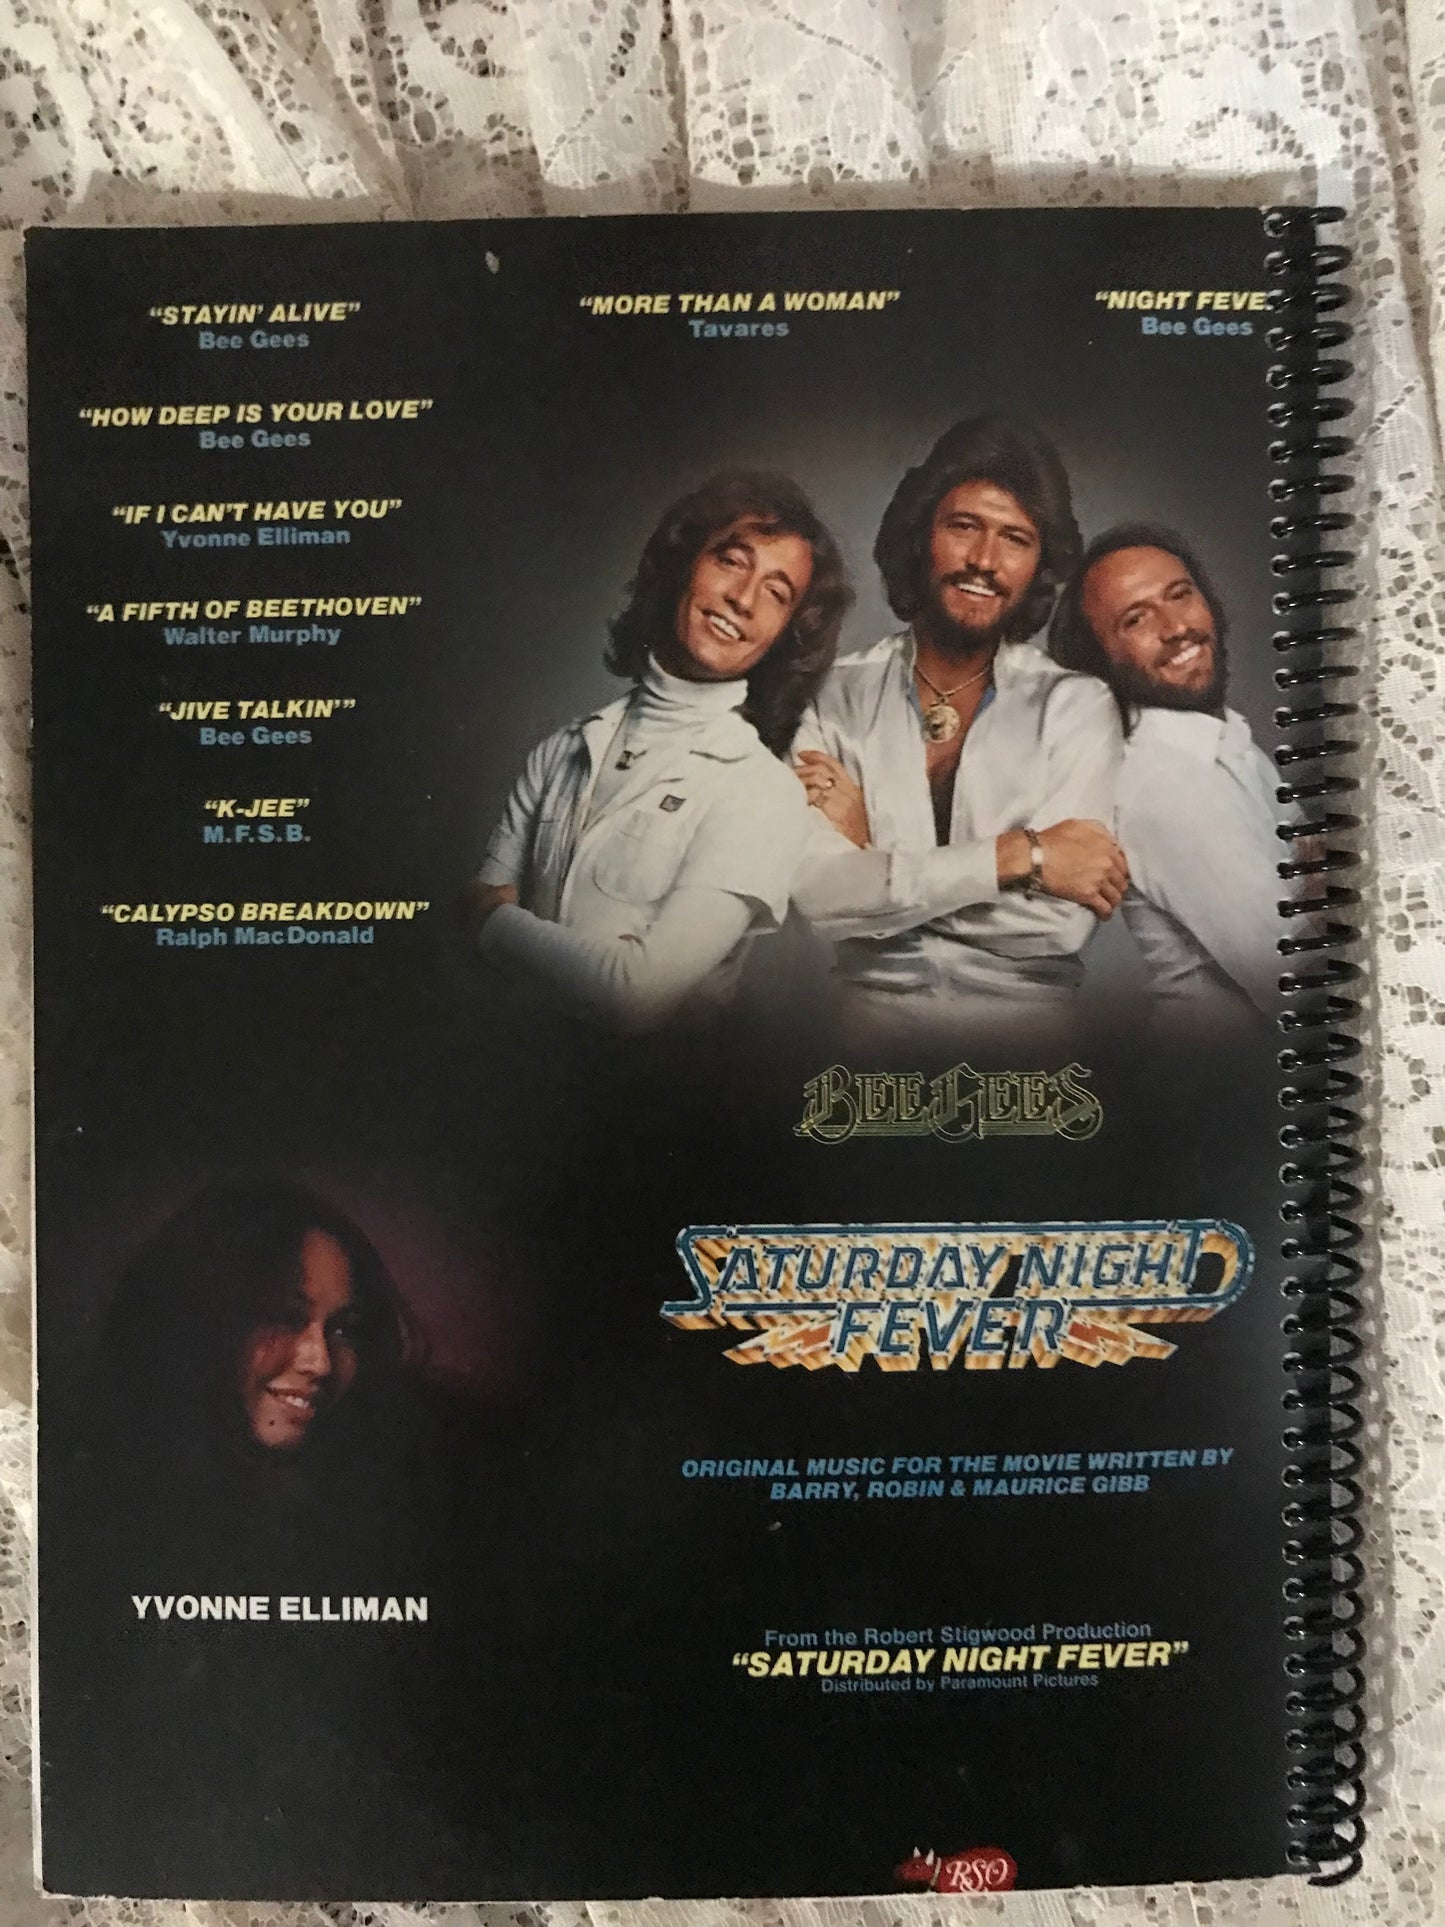 “STAYIN’ ALIVE”
Bee Gees
“HOW DEEP IS YOUR LOVE”
Bee Gees
“IF I CAN’T HAVE YOU”
Yvonne Elliman
“A FIFTH OF BEETHOVEN”
Walter Murphy
“JIVE TALKIN’”
Bee Gees
“K-JEE”
M.F.S.B.
“CALYPSO BREAKDOWN”
Ralph MacDonald
“MORE THAN A WOMAN”
Tavares
“NIGHT FEVE
Bee Gees
BEE GEES
SATURDAY NIGHT
FEVER
ORIGINAL MUSIC FOR THE MOVIE WRITTEN BY
BARRY, ROBIN & MAURICE GIBB
YVONNE ELLIMAN
From the Robert Stigwood Production
“SATURDAY NIGHT FEVER”
Distributed by Paramount Pictures
RSO